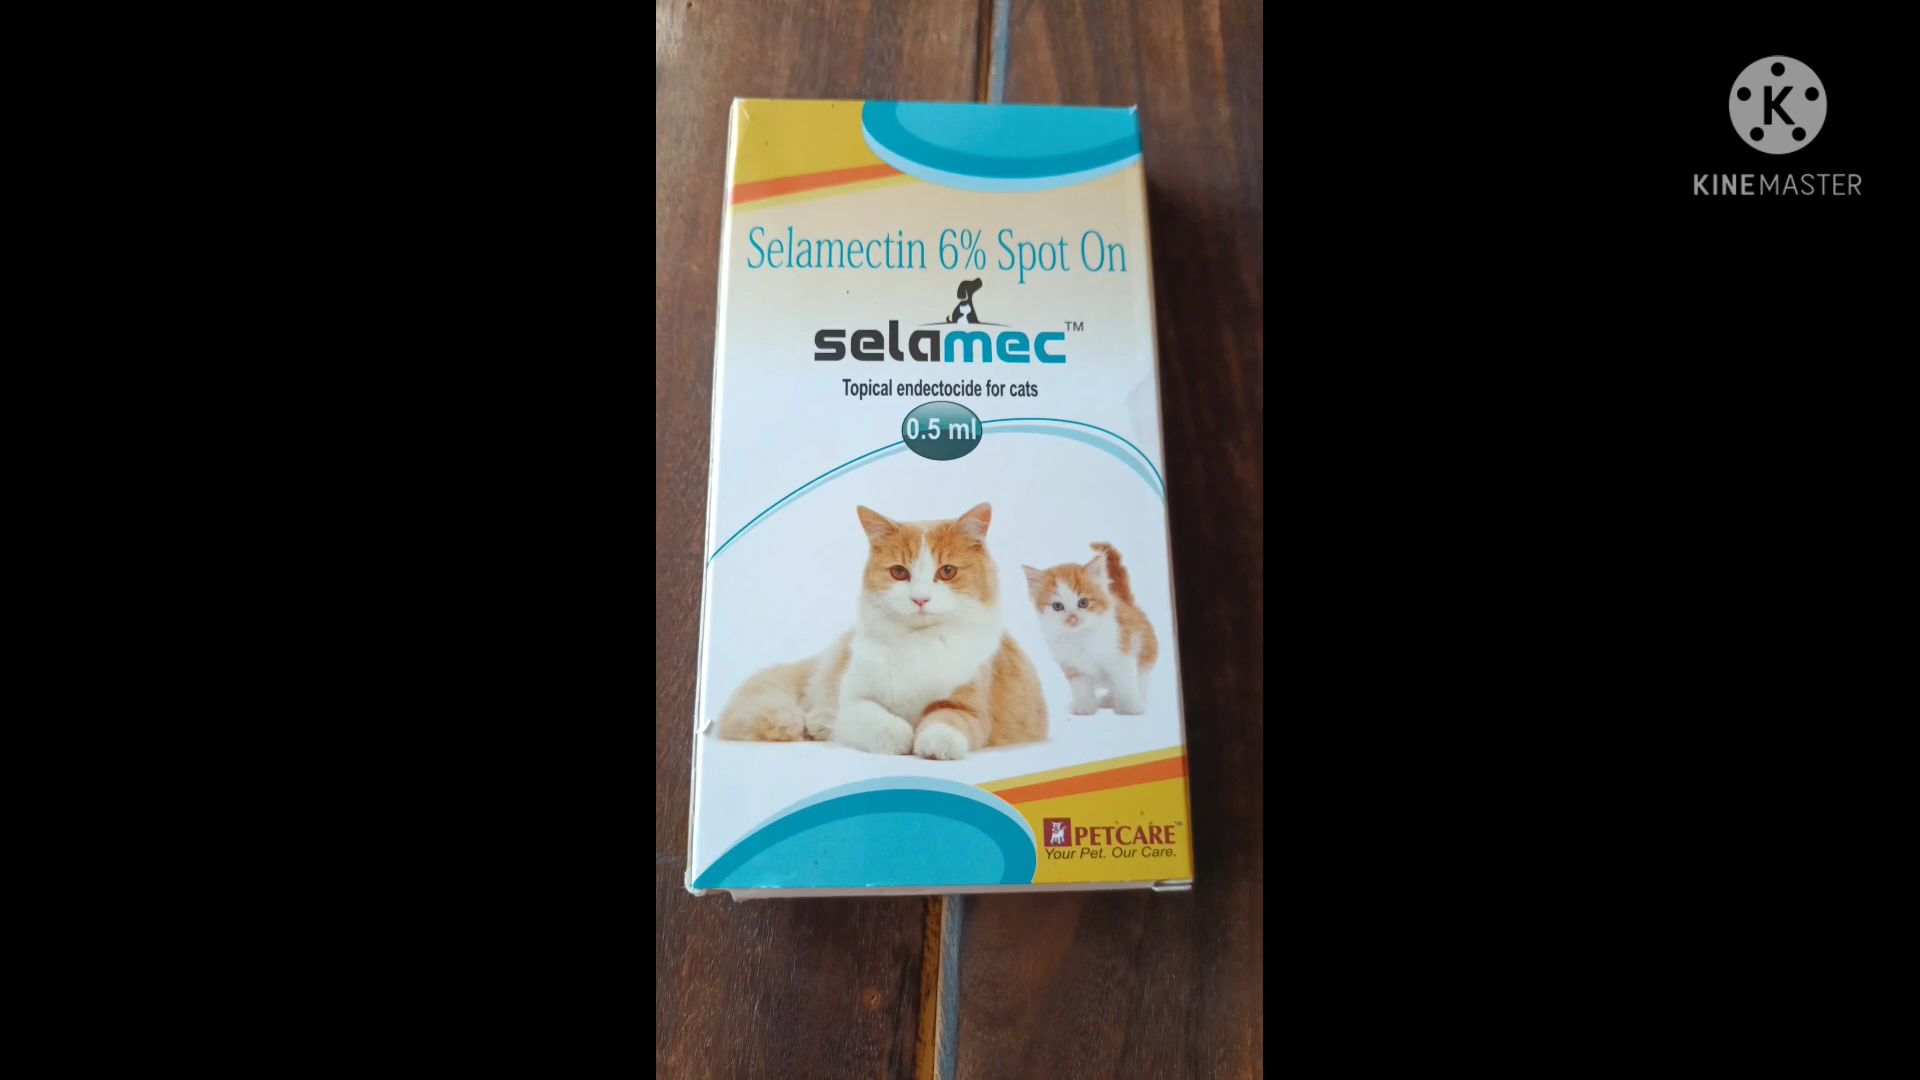 Selamectin 6% Spot On
selamec™
Topical endectocide for cats
0.5 ml
PETCARE™
Your Pet. Our Care.
K
KINEMASTER